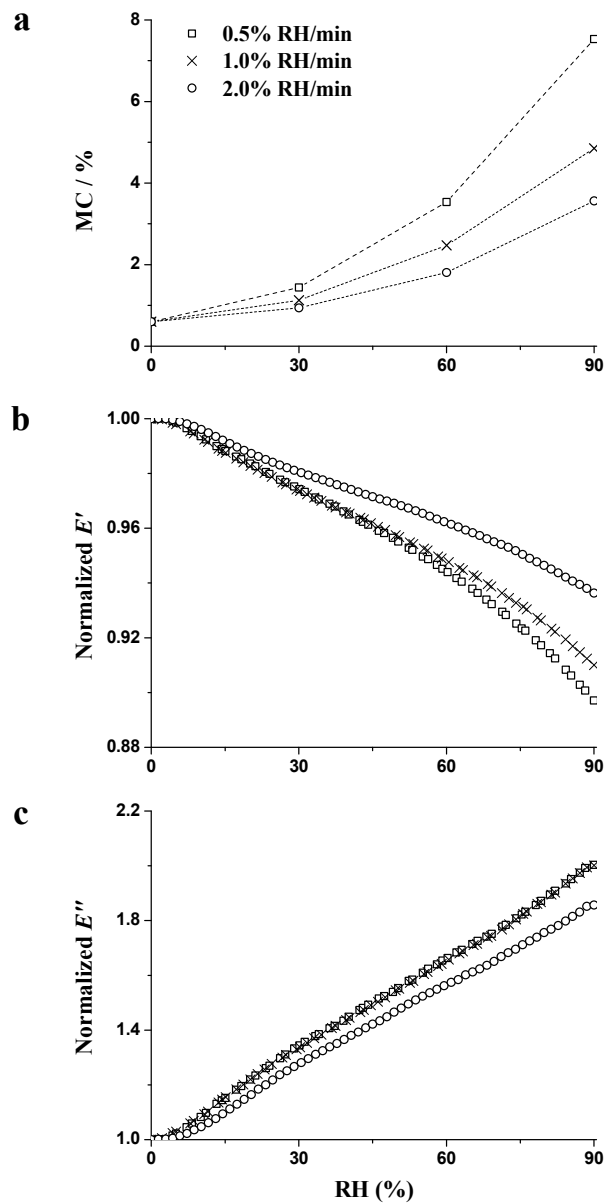 a
8
6
4
2
0
MC / %
0.5% RH/min
1.0% RH/min
2.0% RH/min
0 30 60 90
b
1.00
0.96
0.92
0.88
Normalized E′
0 30 60 90
c
2.2
1.8
1.4
1.0
Normalized E″
0 30 60 90
RH (%)